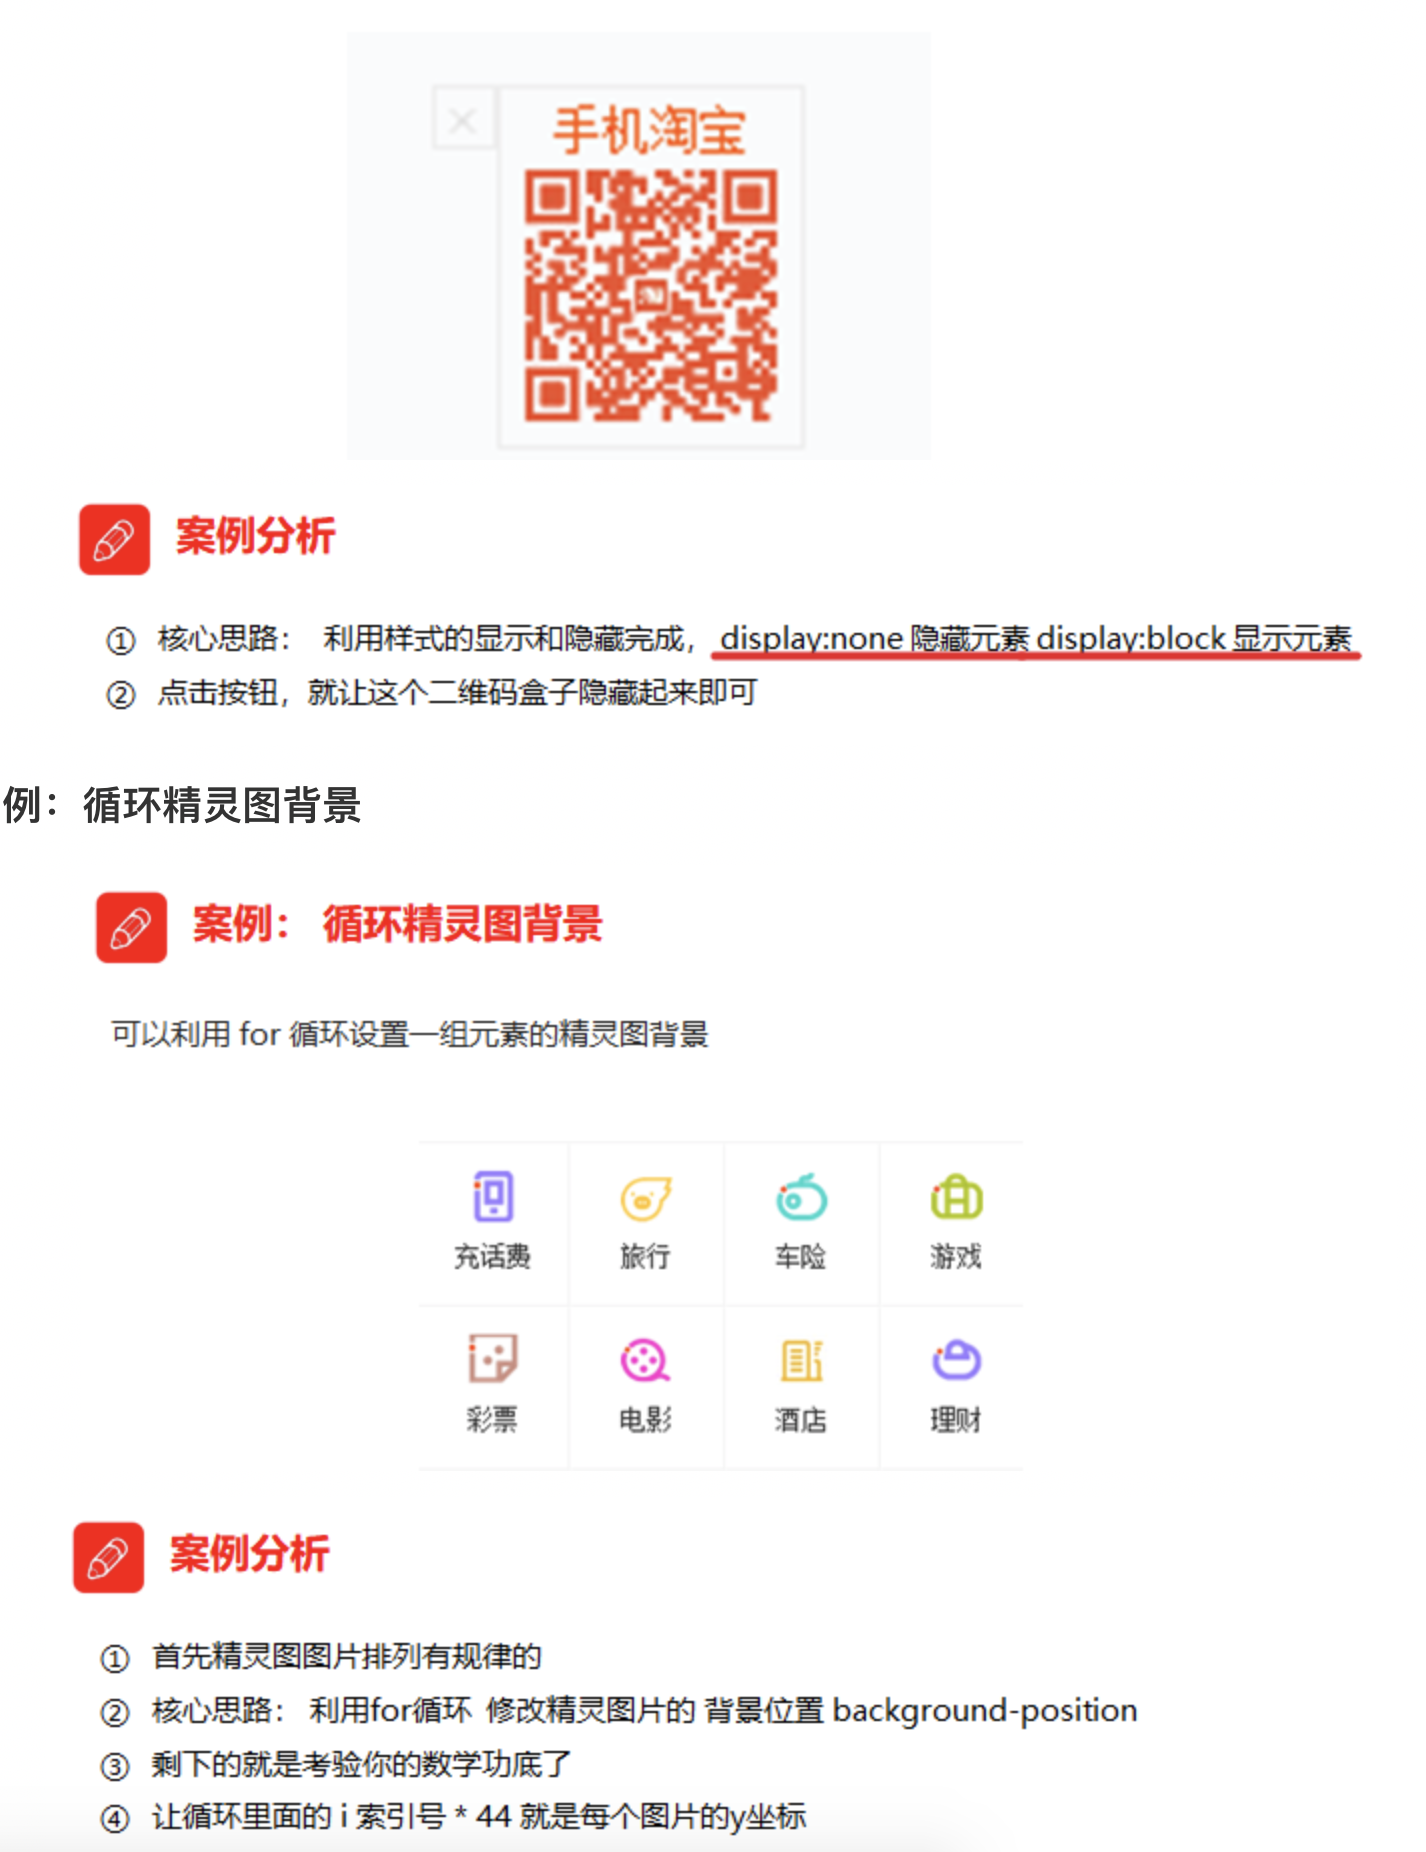 手机淘宝
案例分析
① 核心思路： 利用样式的显示和隐藏完成，display:none 隐藏元素 display:block 显示元素
② 点击按钮，就让这个二维码盒子隐藏起来即可
例：循环精灵图背景
案例： 循环精灵图背景
可以利用 for 循环设置一组元素的精灵图背景
充话费 旅行 车险 游戏
彩票 电影 酒店 理财
案例分析
① 首先精灵图图片排列有规律的
② 核心思路： 利用for循环 修改精灵图片的 背景位置 background-position
③ 剩下的就是考验你的数学功底了
④ 让循环里面的 i 索引号 * 44 就是每个图片的y坐标